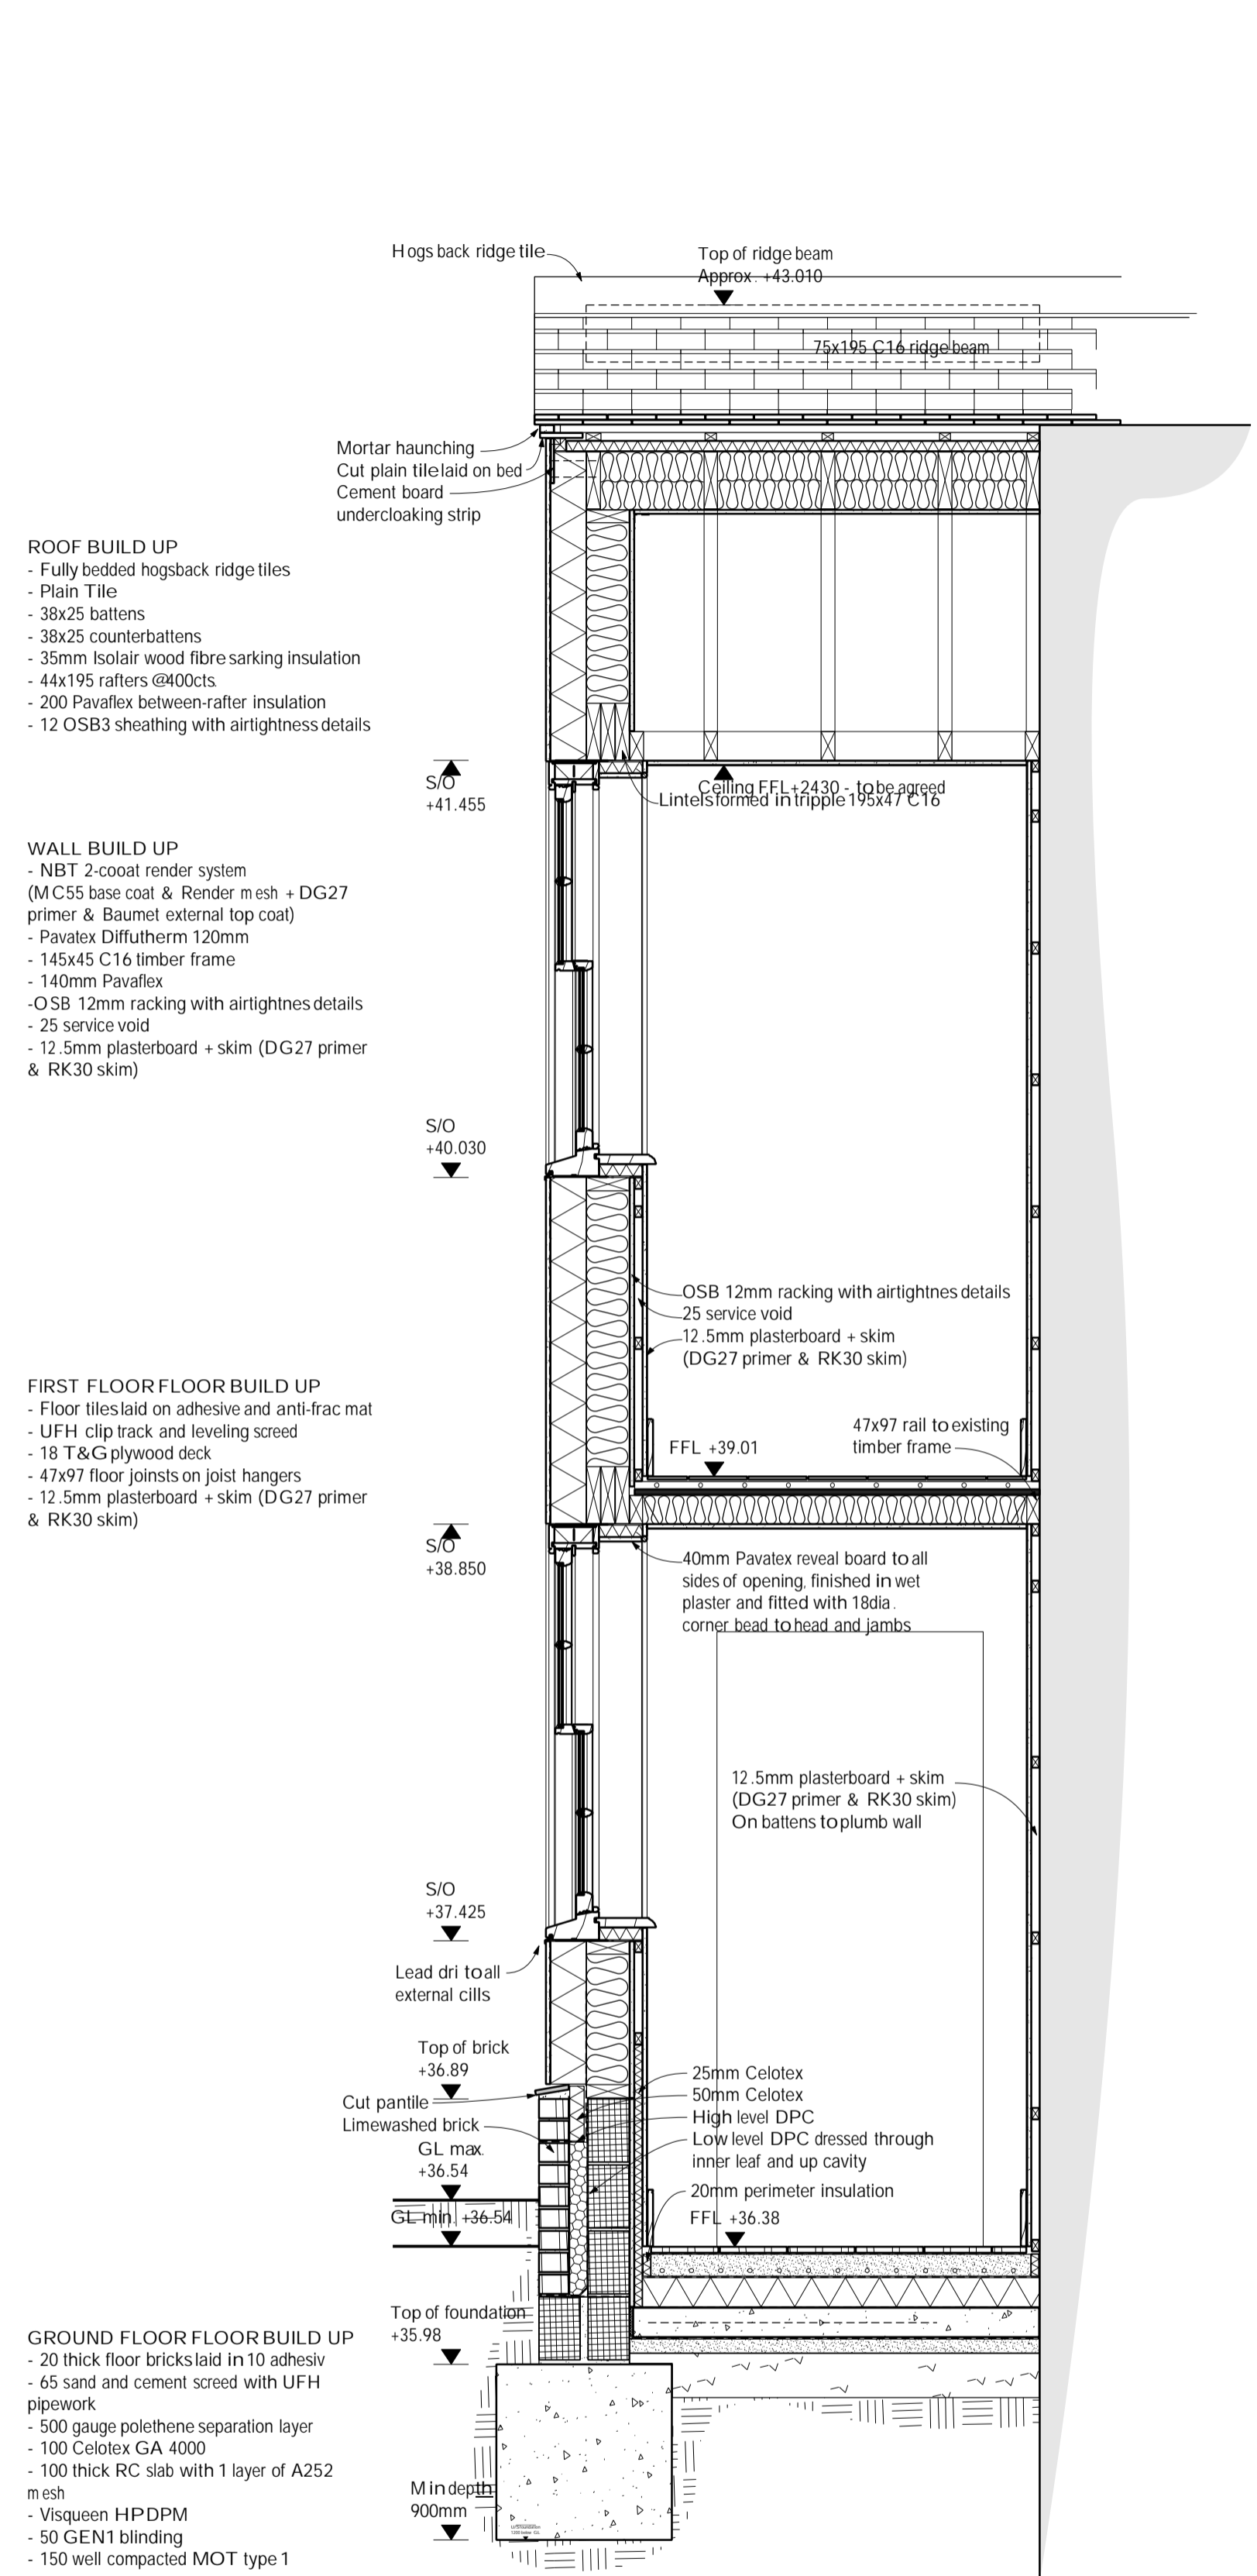 Hogs back ridge tile
Top of ridge beam
Approx. +43.010
75x195 C16 ridge beam
Mortar haunching
Cut plain tile laid on bed
Cement board
undercloaking strip
ROOF BUILD UP
- Fully bedded hogsback ridge tiles
- Plain Tile
- 38x25 battens
- 38x25 counterbattens
- 35mm Isolair wood fibre sarking insulation
- 44x195 rafters @400cts.
- 200 Pavaflex between-rafter insulation
- 12 OSB3 sheathing with airtightness details
S/O
+41.455
Ceiling FFL+2430 - to be agreed
Lintels formed in tripple 195x47 C16
WALL BUILD UP
- NBT 2-cooat render system
(MC55 base coat & Render mesh + DG27
primer & Baumet external top coat)
- Pavatex Diffutherm 120mm
- 145x45 C16 timber frame
- 140mm Pavaflex
-OSB 12mm racking with airtightnes details
- 25 service void
- 12.5mm plasterboard + skim (DG27 primer
& RK30 skim)
S/O
+40.030
OSB 12mm racking with airtightnes details
25 service void
12.5mm plasterboard + skim
(DG27 primer & RK30 skim)
FIRST FLOOR FLOOR BUILD UP
- Floor tiles laid on adhesive and anti-frac mat
- UFH clip track and leveling screed
- 18 T&G plywood deck
- 47x97 floor joinsts on joist hangers
- 12.5mm plasterboard + skim (DG27 primer
& RK30 skim)
47x97 rail to existing
timber frame
FFL +39.01
S/O
+38.850
40mm Pavatex reveal board to all
sides of opening, finished in wet
plaster and fitted with 18dia.
corner bead to head and jambs
12.5mm plasterboard + skim
(DG27 primer & RK30 skim)
On battens to plumb wall
S/O
+37.425
Lead dri to all
external cills
Top of brick
+36.89
Cut pantile
Limewashed brick
GL max.
+36.54
GL min. +36.54
25mm Celotex
50mm Celotex
High level DPC
Low level DPC dressed through
inner leaf and up cavity
20mm perimeter insulation
FFL +36.38
Top of foundation
+35.98
GROUND FLOOR FLOOR BUILD UP
- 20 thick floor bricks laid in 10 adhesiv
- 65 sand and cement screed with UFH
pipework
- 500 gauge polethene separation layer
- 100 Celotex GA 4000
- 100 thick RC slab with 1 layer of A252
mesh
- Visqueen HP DPM
- 50 GEN1 blinding
- 150 well compacted MOT type 1
Min depth
900mm